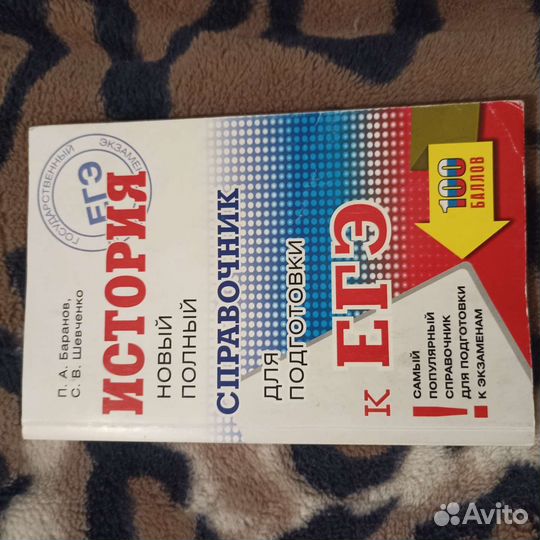 П. А. Баранов,
С. В. Шевченко
ГОСУДАРСТВЕННЫЙ ЭКЗАМЕН
ЕГЭ
ИСТОРИЯ
НОВЫЙ
ПОЛНЫЙ
СПРАВОЧНИК
ДЛЯ
ПОДГОТОВКИ
К ЕГЭ
100
БАЛЛОВ
!
САМЫЙ
ПОПУЛЯРНЫЙ
СПРАВОЧНИК
ДЛЯ ПОДГОТОВКИ
К ЭКЗАМЕНАМ
Avito